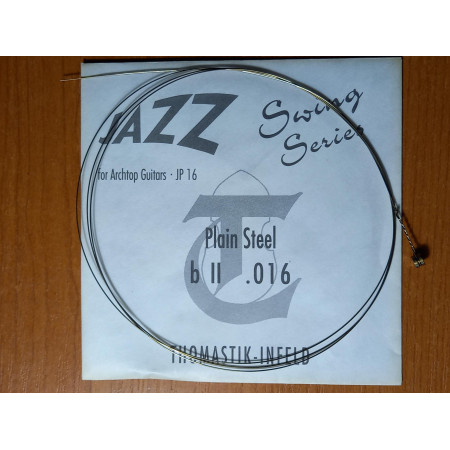 JAZZ
Swing
Series
for Archtop Guitars · JP 16
Plain Steel
b II .016
THOMASTIK-INFELD